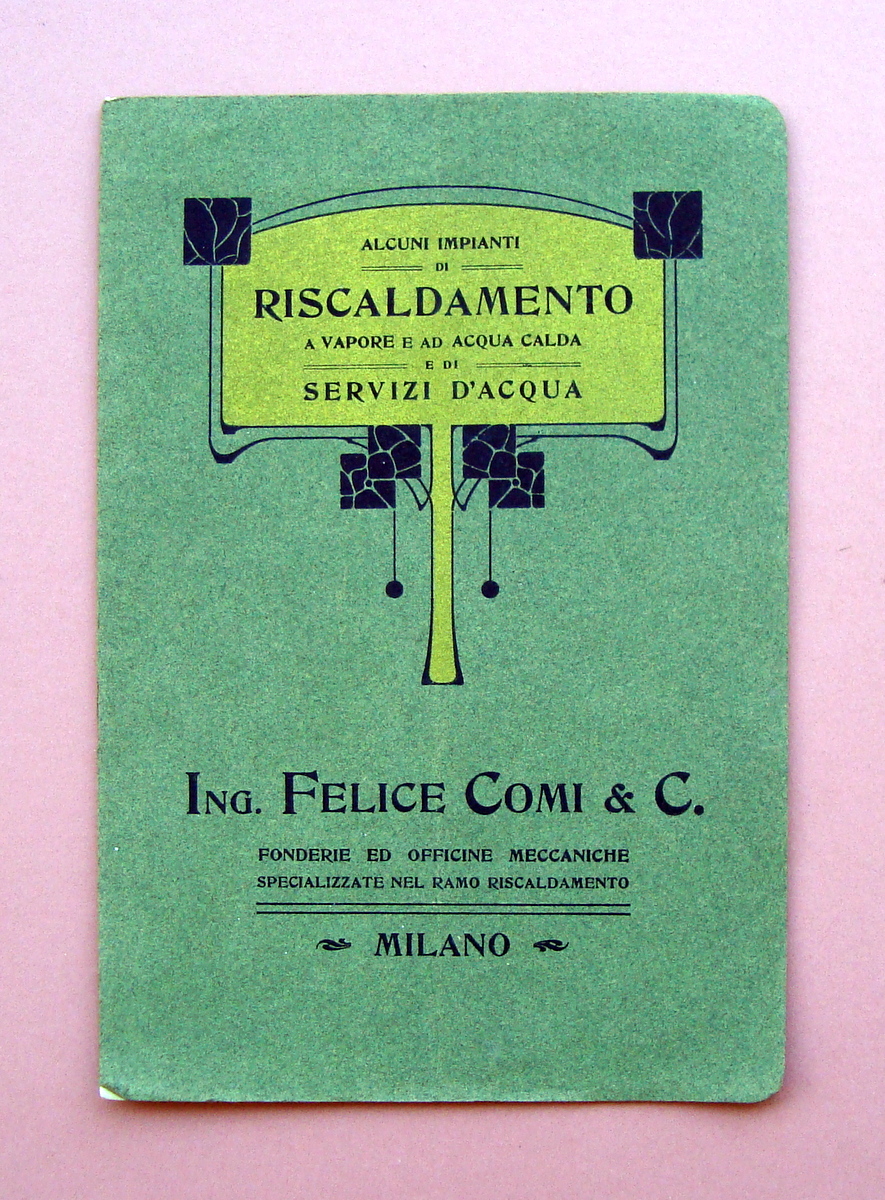 ALCUNI IMPIANTI
DI
RISCALDAMENTO
A VAPORE E AD ACQUA CALDA
E DI
SERVIZI D'ACQUA
ING. FELICE COMI & C.
FONDERIE ED OFFICINE MECCANICHE
SPECIALIZZATE NEL RAMO RISCALDAMENTO
MILANO